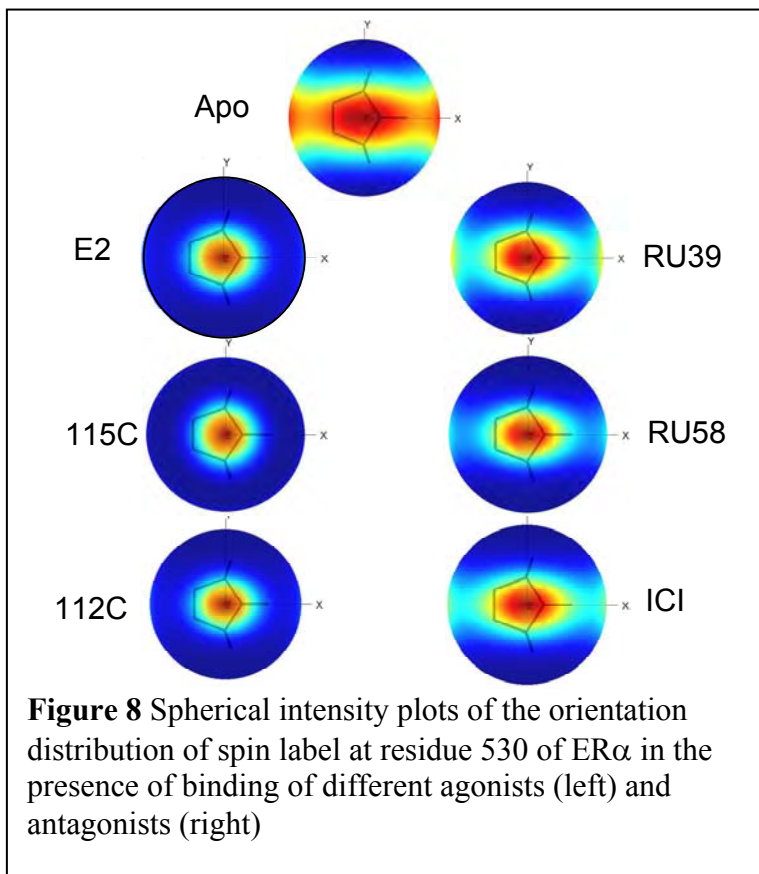 Y
Apo
X
Y
E2
X
Y
X
RU39
Y
115C
X
Y
X
RU58
112C
X
Y
X
ICI
Figure 8 Spherical intensity plots of the orientation
distribution of spin label at residue 530 of ERα in the
presence of binding of different agonists (left) and
antagonists (right)